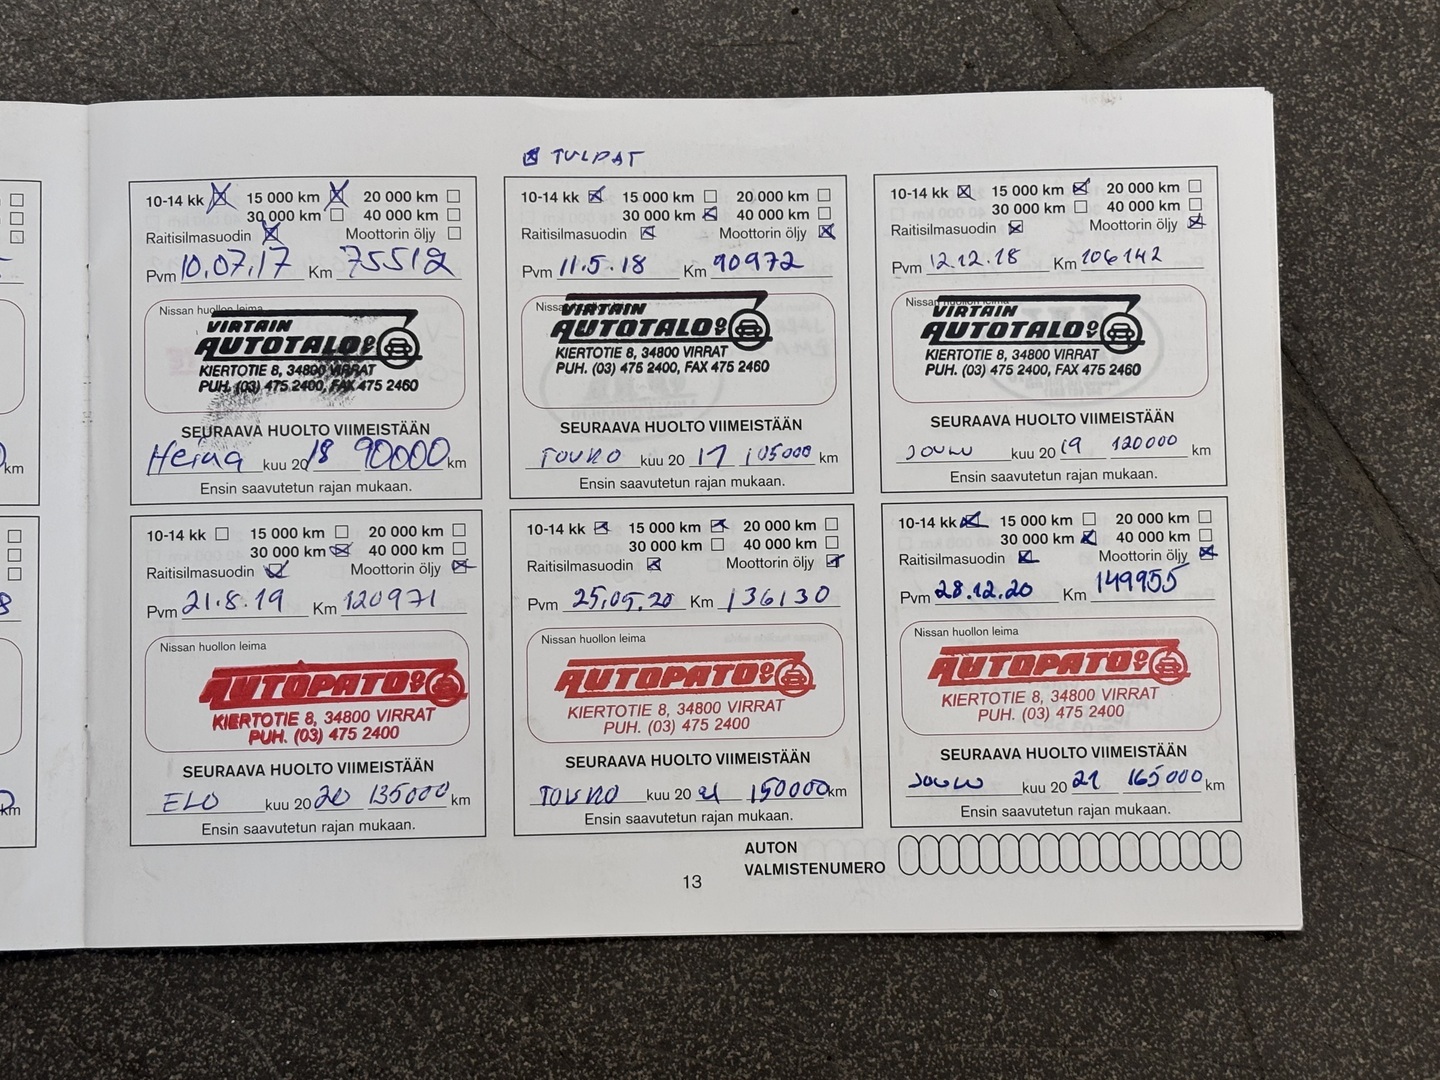 ☒ TULPAT
10-14 kk ☒ 15 000 km ☒ 20 000 km ☐
30 000 km ☐ 40 000 km ☐
Raitisilmasuodin ☒ Moottorin öljy ☐
Pvm 10.07.17 Km 75512
Nissan huollon leima
VIRTAIN
AUTOTALO OY
KIERTOTIE 8, 34800 VIRRAT
PUH. (03) 475 2400, FAX 475 2460
SEURAAVA HUOLTO VIIMEISTÄÄN
Heinä kuu 20 18 90000 km
Ensin saavutetun rajan mukaan.
10-14 kk ☒ 15 000 km ☐ 20 000 km ☐
30 000 km ☒ 40 000 km ☐
Raitisilmasuodin ☒ Moottorin öljy ☒
Pvm 11.5.18 Km 90972
VIRTAIN
AUTOTALO OY
KIERTOTIE 8, 34800 VIRRAT
PUH. (03) 475 2400, FAX 475 2460
SEURAAVA HUOLTO VIIMEISTÄÄN
TOUKO kuu 20 17 105000 km
Ensin saavutetun rajan mukaan.
10-14 kk ☒ 15 000 km ☒ 20 000 km ☐
30 000 km ☐ 40 000 km ☐
Raitisilmasuodin ☒ Moottorin öljy ☒
Pvm 12.12.18 Km 106142
Nissan huollon leima
VIRTAIN
AUTOTALO OY
KIERTOTIE 8, 34800 VIRRAT
PUH. (03) 475 2400, FAX 475 2460
SEURAAVA HUOLTO VIIMEISTÄÄN
JOULU kuu 20 19 120000 km
Ensin saavutetun rajan mukaan.
10-14 kk ☐ 15 000 km ☐ 20 000 km ☐
30 000 km ☒ 40 000 km ☐
Raitisilmasuodin ☒ Moottorin öljy ☒
Pvm 21.8.19 Km 120971
Nissan huollon leima
AUTOPATO OY
KIERTOTIE 8, 34800 VIRRAT
PUH. (03) 475 2400
SEURAAVA HUOLTO VIIMEISTÄÄN
ELO kuu 20 20 135000 km
Ensin saavutetun rajan mukaan.
10-14 kk ☒ 15 000 km ☒ 20 000 km ☐
30 000 km ☐ 40 000 km ☐
Raitisilmasuodin ☒ Moottorin öljy ☒
Pvm 25.05.20 Km 136130
Nissan huollon leima
AUTOPATO OY
KIERTOTIE 8, 34800 VIRRAT
PUH. (03) 475 2400
SEURAAVA HUOLTO VIIMEISTÄÄN
TOUKO kuu 20 21 150000 km
Ensin saavutetun rajan mukaan.
10-14 kk ☒ 15 000 km ☐ 20 000 km ☐
30 000 km ☒ 40 000 km ☐
Raitisilmasuodin ☒ Moottorin öljy ☒
Pvm 28.12.20 Km 149955
Nissan huollon leima
AUTOPATO OY
KIERTOTIE 8, 34800 VIRRAT
PUH. (03) 475 2400
SEURAAVA HUOLTO VIIMEISTÄÄN
JOULU kuu 20 21 165000 km
Ensin saavutetun rajan mukaan.
AUTON
VALMISTENUMERO
13
km
km